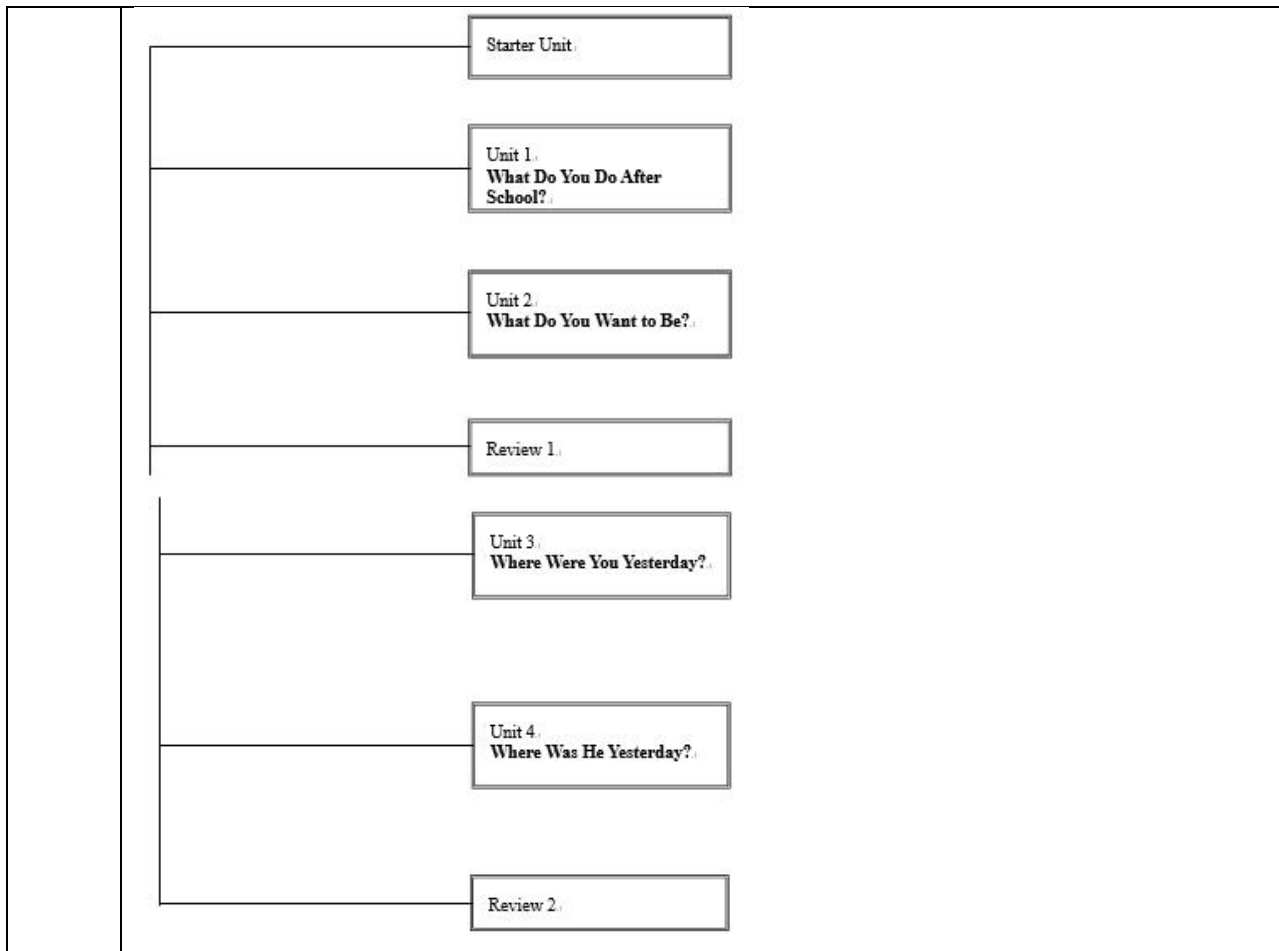 Starter Unit
Unit 1
What Do You Do After
School?
Unit 2
What Do You Want to Be?
Review 1
Unit 3
Where Were You Yesterday?
Unit 4
Where Was He Yesterday?
Review 2